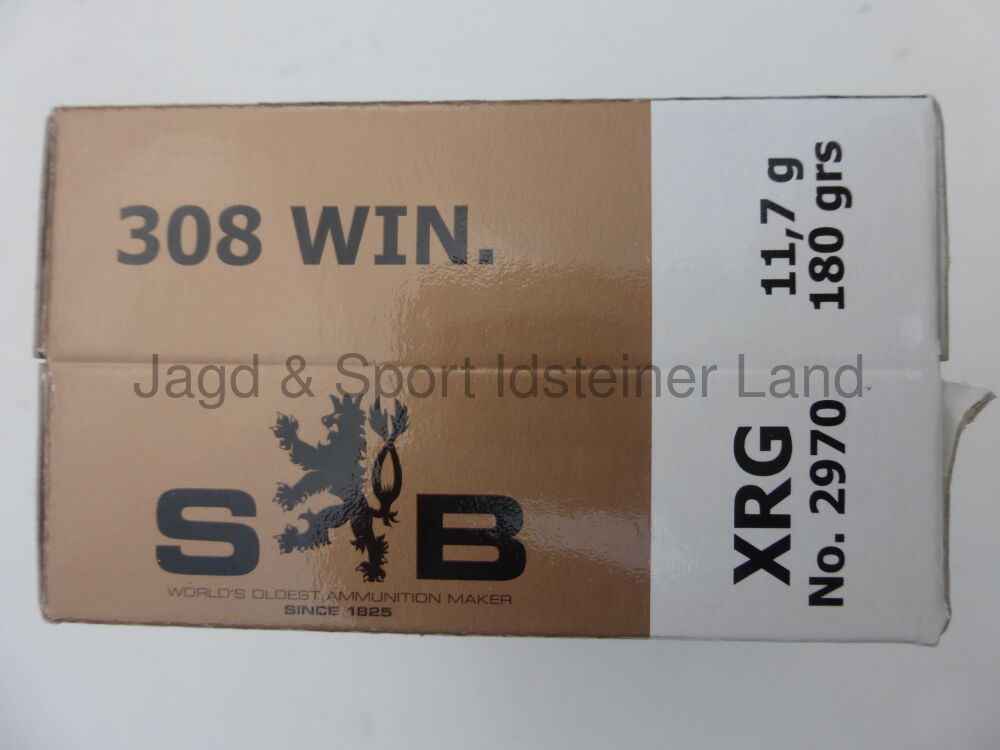 308 WIN.
11,7 g
180 grs
Jagd & Sport Idsteiner Land
S B
WORLD'S OLDEST AMMUNITION MAKER
SINCE 1825
XRG
No. 2970